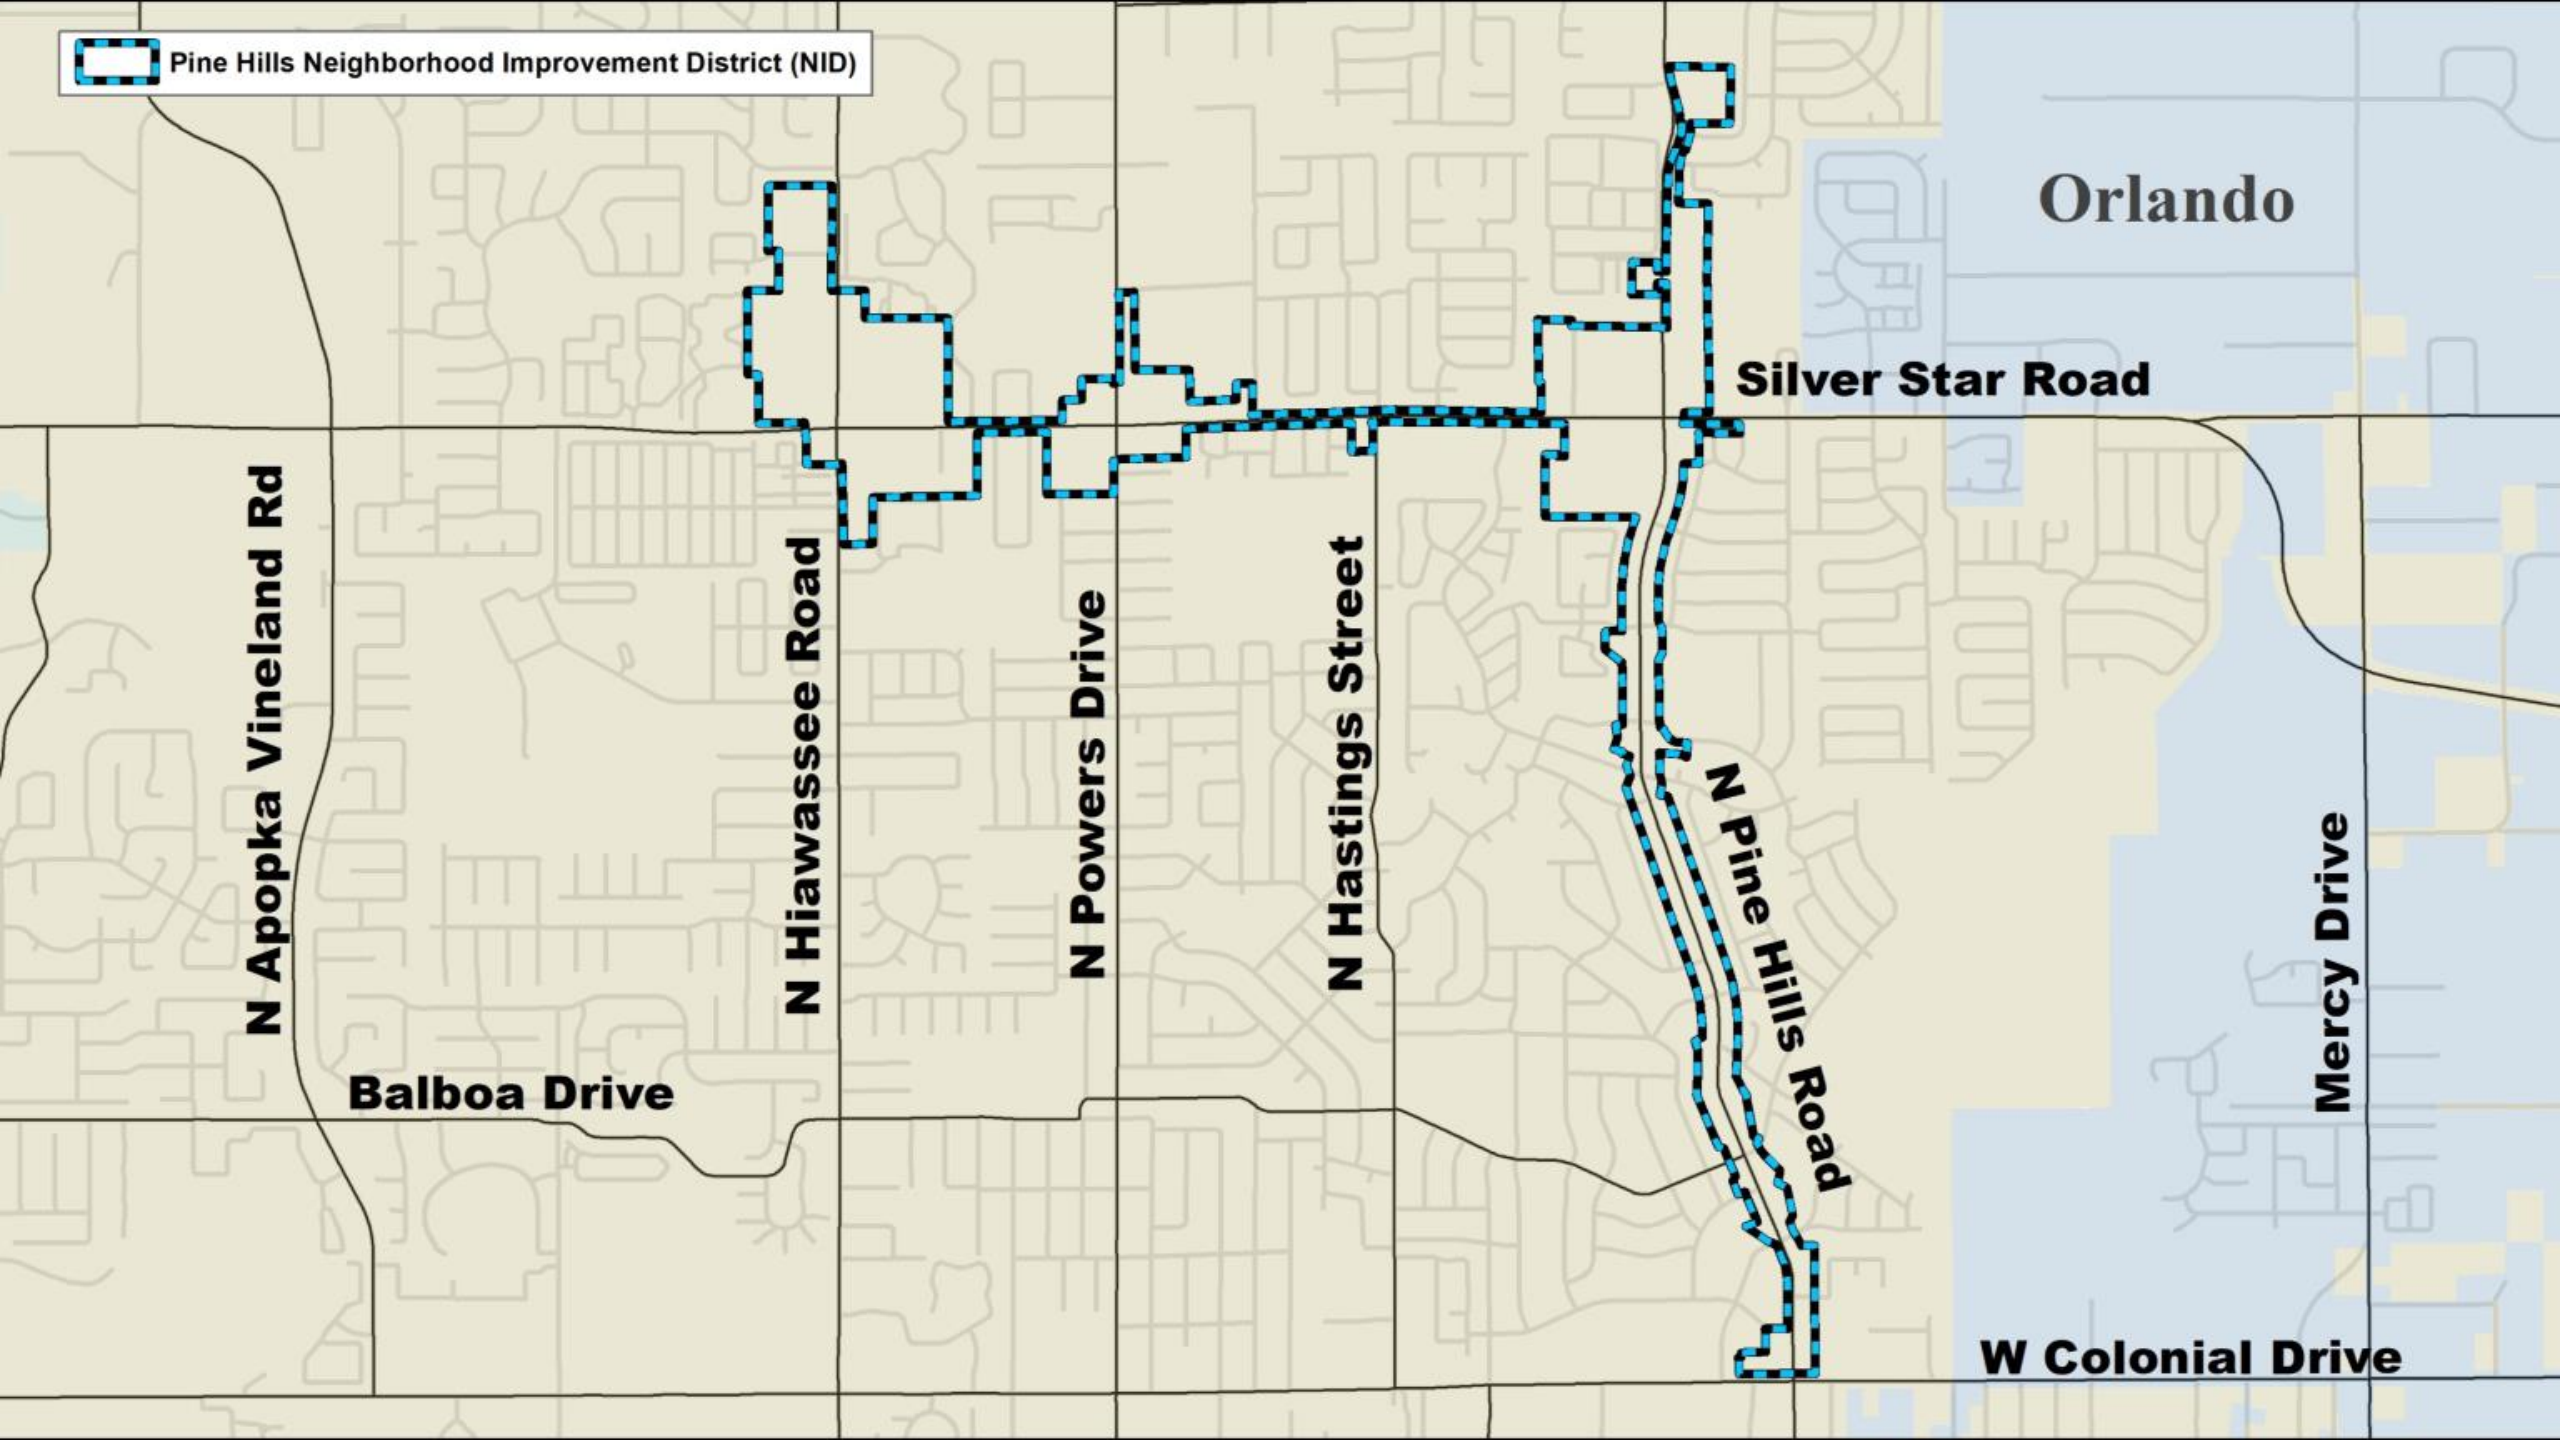 Pine Hills Neighborhood Improvement District (NID)
Orlando
Silver Star Road
N Apopka Vineland Rd
N Hiawassee Road
N Powers Drive
N Hastings Street
N Pine Hills Road
Mercy Drive
Balboa Drive
W Colonial Drive